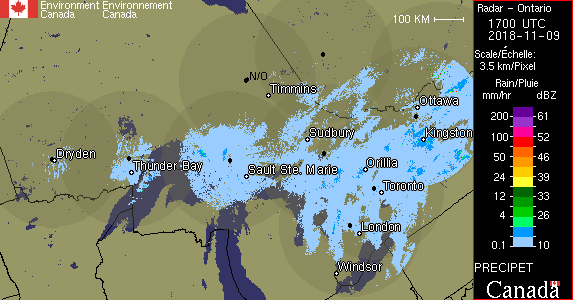 Environment Environnement
Canada Canada
100 KM
N/O
Timmins
Ottawa
Sudbury
Kingston
Dryden
Thunder Bay
Sault Ste. Marie
Orillia
Toronto
London
Windsor
Radar - Ontario
1700 UTC
2018-11-09
Scale/Échelle:
3.5 km/Pixel
Rain/Pluie
mm/hr dBZ
200 61
100 52
50 46
24 39
12 33
4 26
0.1 10
PRECIPET
Canada